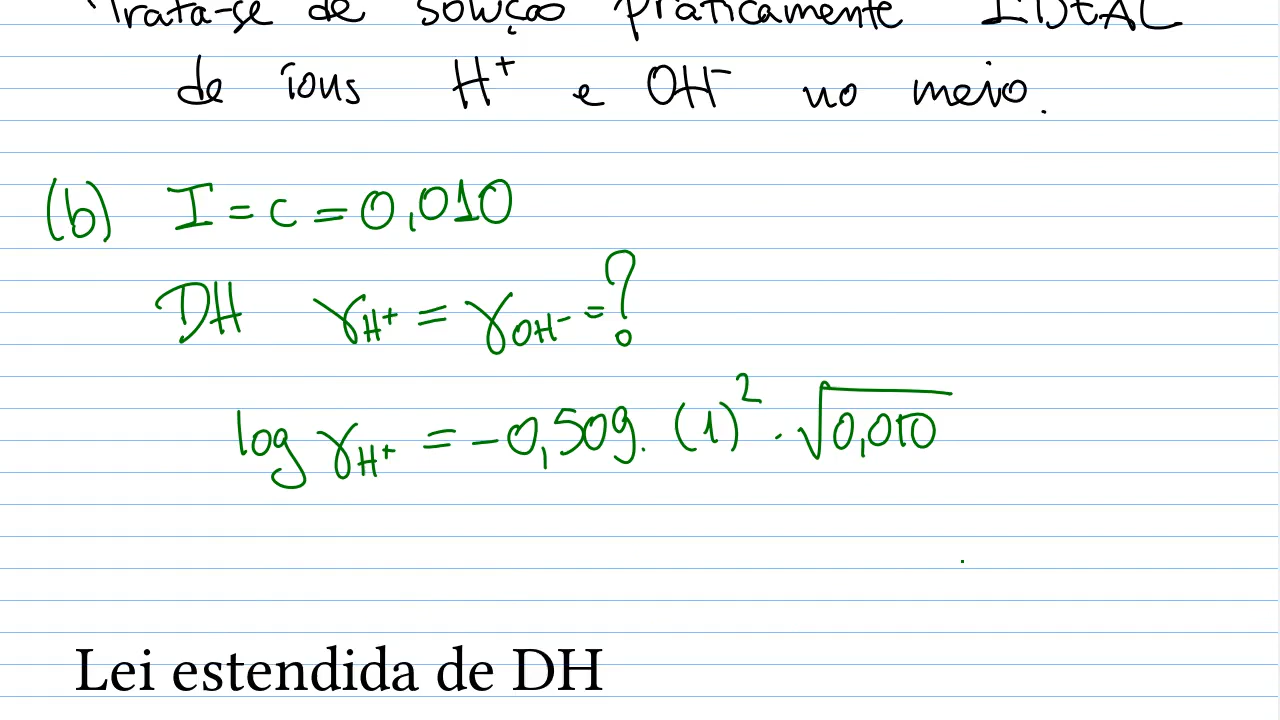 Trata-se de solução praticamente IDEAL
de íons H⁺ e OH⁻ no meio.
(b) I = c = 0,010
DH γH⁺ = γOH⁻ = ?
log γH⁺ = -0,509. (1)² · √0,010
Lei estendida de DH